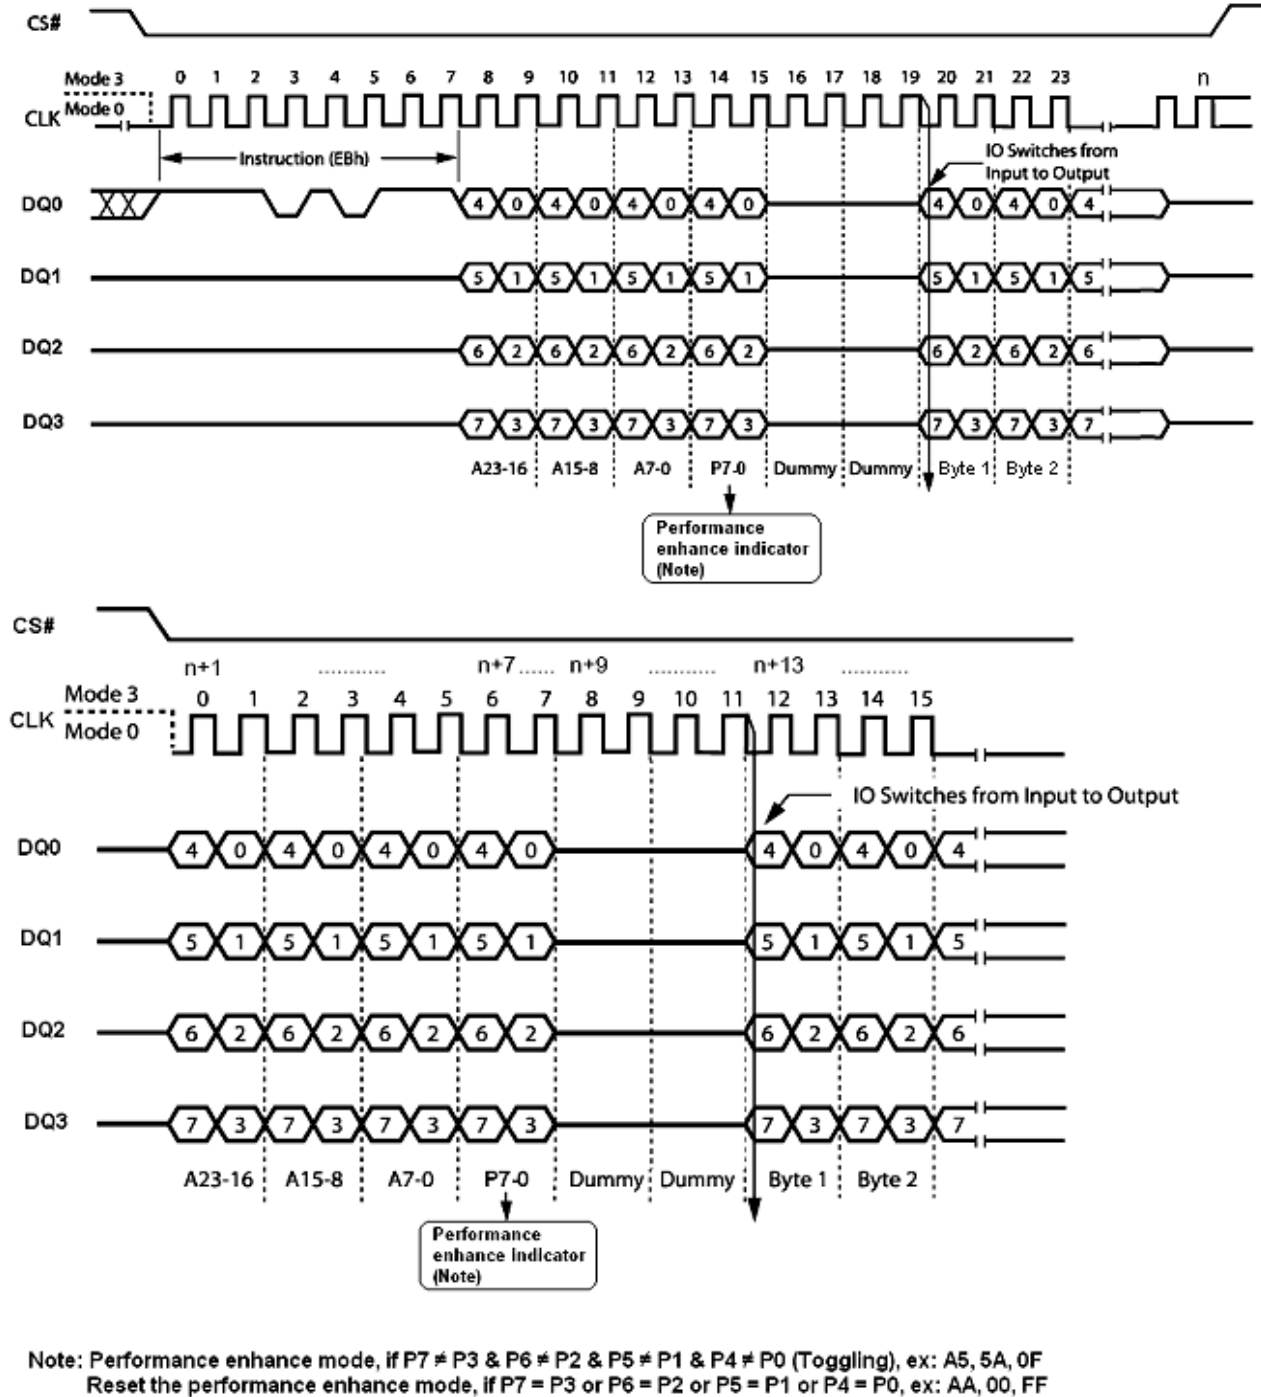 CS#
Mode 3
0 1 2 3 4 5 6 7 8 9 10 11 12 13 14 15 16 17 18 19 20 21 22 23 n
Mode 0
CLK
Instruction (EBh)
IO Switches from
Input to Output
DQ0
4 0 4 0 4 0 4 0 4 0 4 0 4
DQ1
5 1 5 1 5 1 5 1 5 1 5 1 5
DQ2
6 2 6 2 6 2 6 2 6 2 6 2 6
DQ3
7 3 7 3 7 3 7 3 7 3 7 3 7
A23-16 A15-8 A7-0 P7-0 Dummy Dummy Byte 1 Byte 2
Performance
enhance indicator
(Note)
CS#
n+1 ............ n+7 ...... n+9 ............ n+13 ............
Mode 3
0 1 2 3 4 5 6 7 8 9 10 11 12 13 14 15
CLK
Mode 0
IO Switches from Input to Output
DQ0
4 0 4 0 4 0 4 0 4 0 4 0 4
DQ1
5 1 5 1 5 1 5 1 5 1 5 1 5
DQ2
6 2 6 2 6 2 6 2 6 2 6 2 6
DQ3
7 3 7 3 7 3 7 3 7 3 7 3 7
A23-16 A15-8 A7-0 P7-0 Dummy Dummy Byte 1 Byte 2
Performance
enhance indicator
(Note)
Note: Performance enhance mode, if P7 ≠ P3 & P6 ≠ P2 & P5 ≠ P1 & P4 ≠ P0 (Toggling), ex: A5, 5A, 0F
Reset the performance enhance mode, if P7 = P3 or P6 = P2 or P5 = P1 or P4 = P0, ex: AA, 00, FF